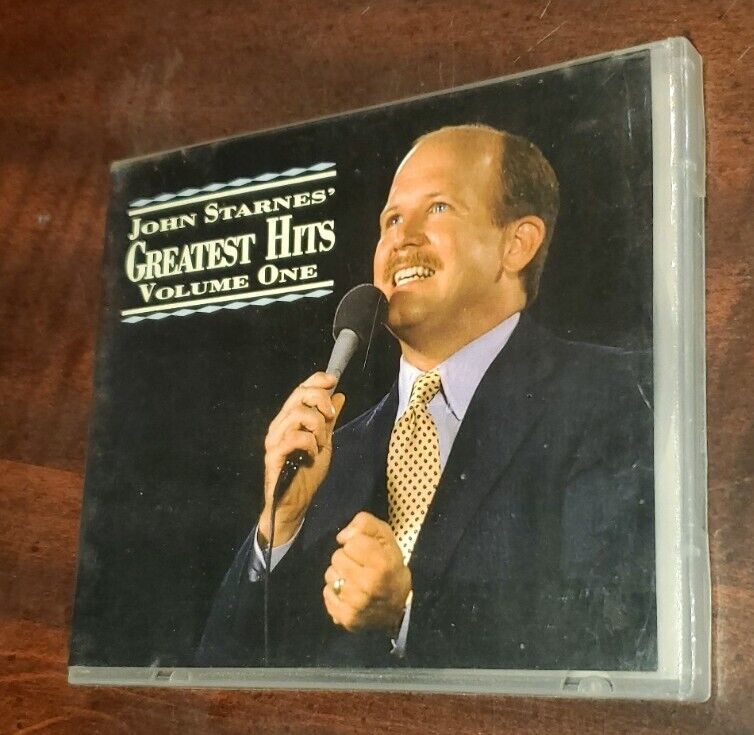 JOHN STARNES'
GREATEST HITS
VOLUME ONE